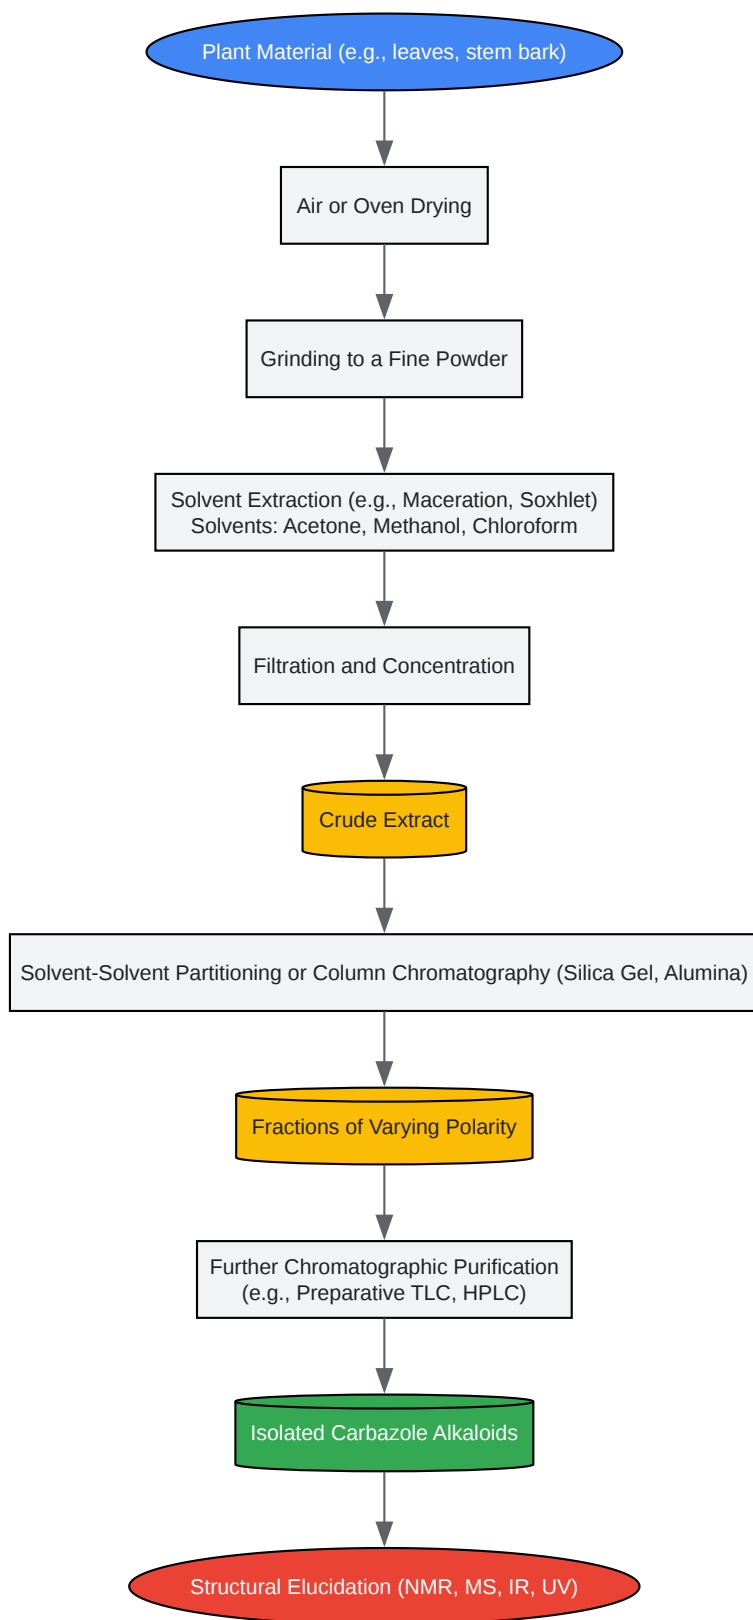 Plant Material (e.g., leaves, stem bark)
Air or Oven Drying
Grinding to a Fine Powder
Solvent Extraction (e.g., Maceration, Soxhlet)
Solvents: Acetone, Methanol, Chloroform
Filtration and Concentration
Crude Extract
Solvent-Solvent Partitioning or Column Chromatography (Silica Gel, Alumina)
Fractions of Varying Polarity
Further Chromatographic Purification
(e.g., Preparative TLC, HPLC)
Isolated Carbazole Alkaloids
Structural Elucidation (NMR, MS, IR, UV)